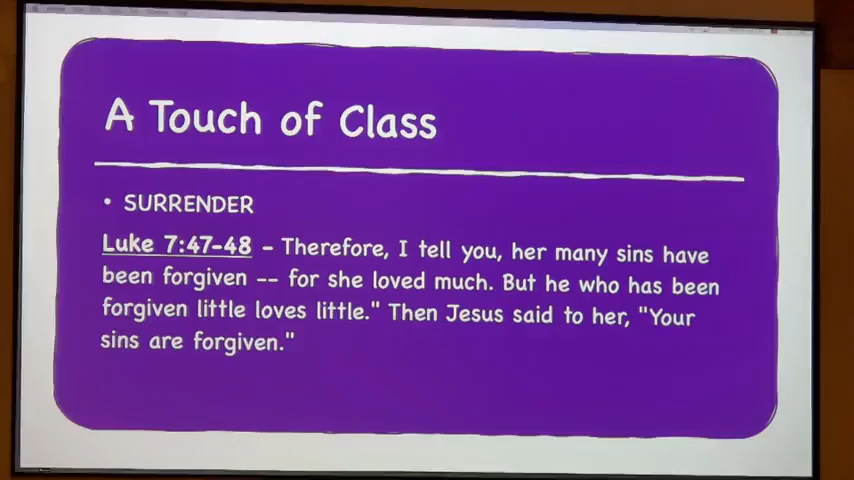 A Touch of Class
• SURRENDER
Luke 7:47-48 - Therefore, I tell you, her many sins have
been forgiven -- for she loved much. But he who has been
forgiven little loves little." Then Jesus said to her, "Your
sins are forgiven."